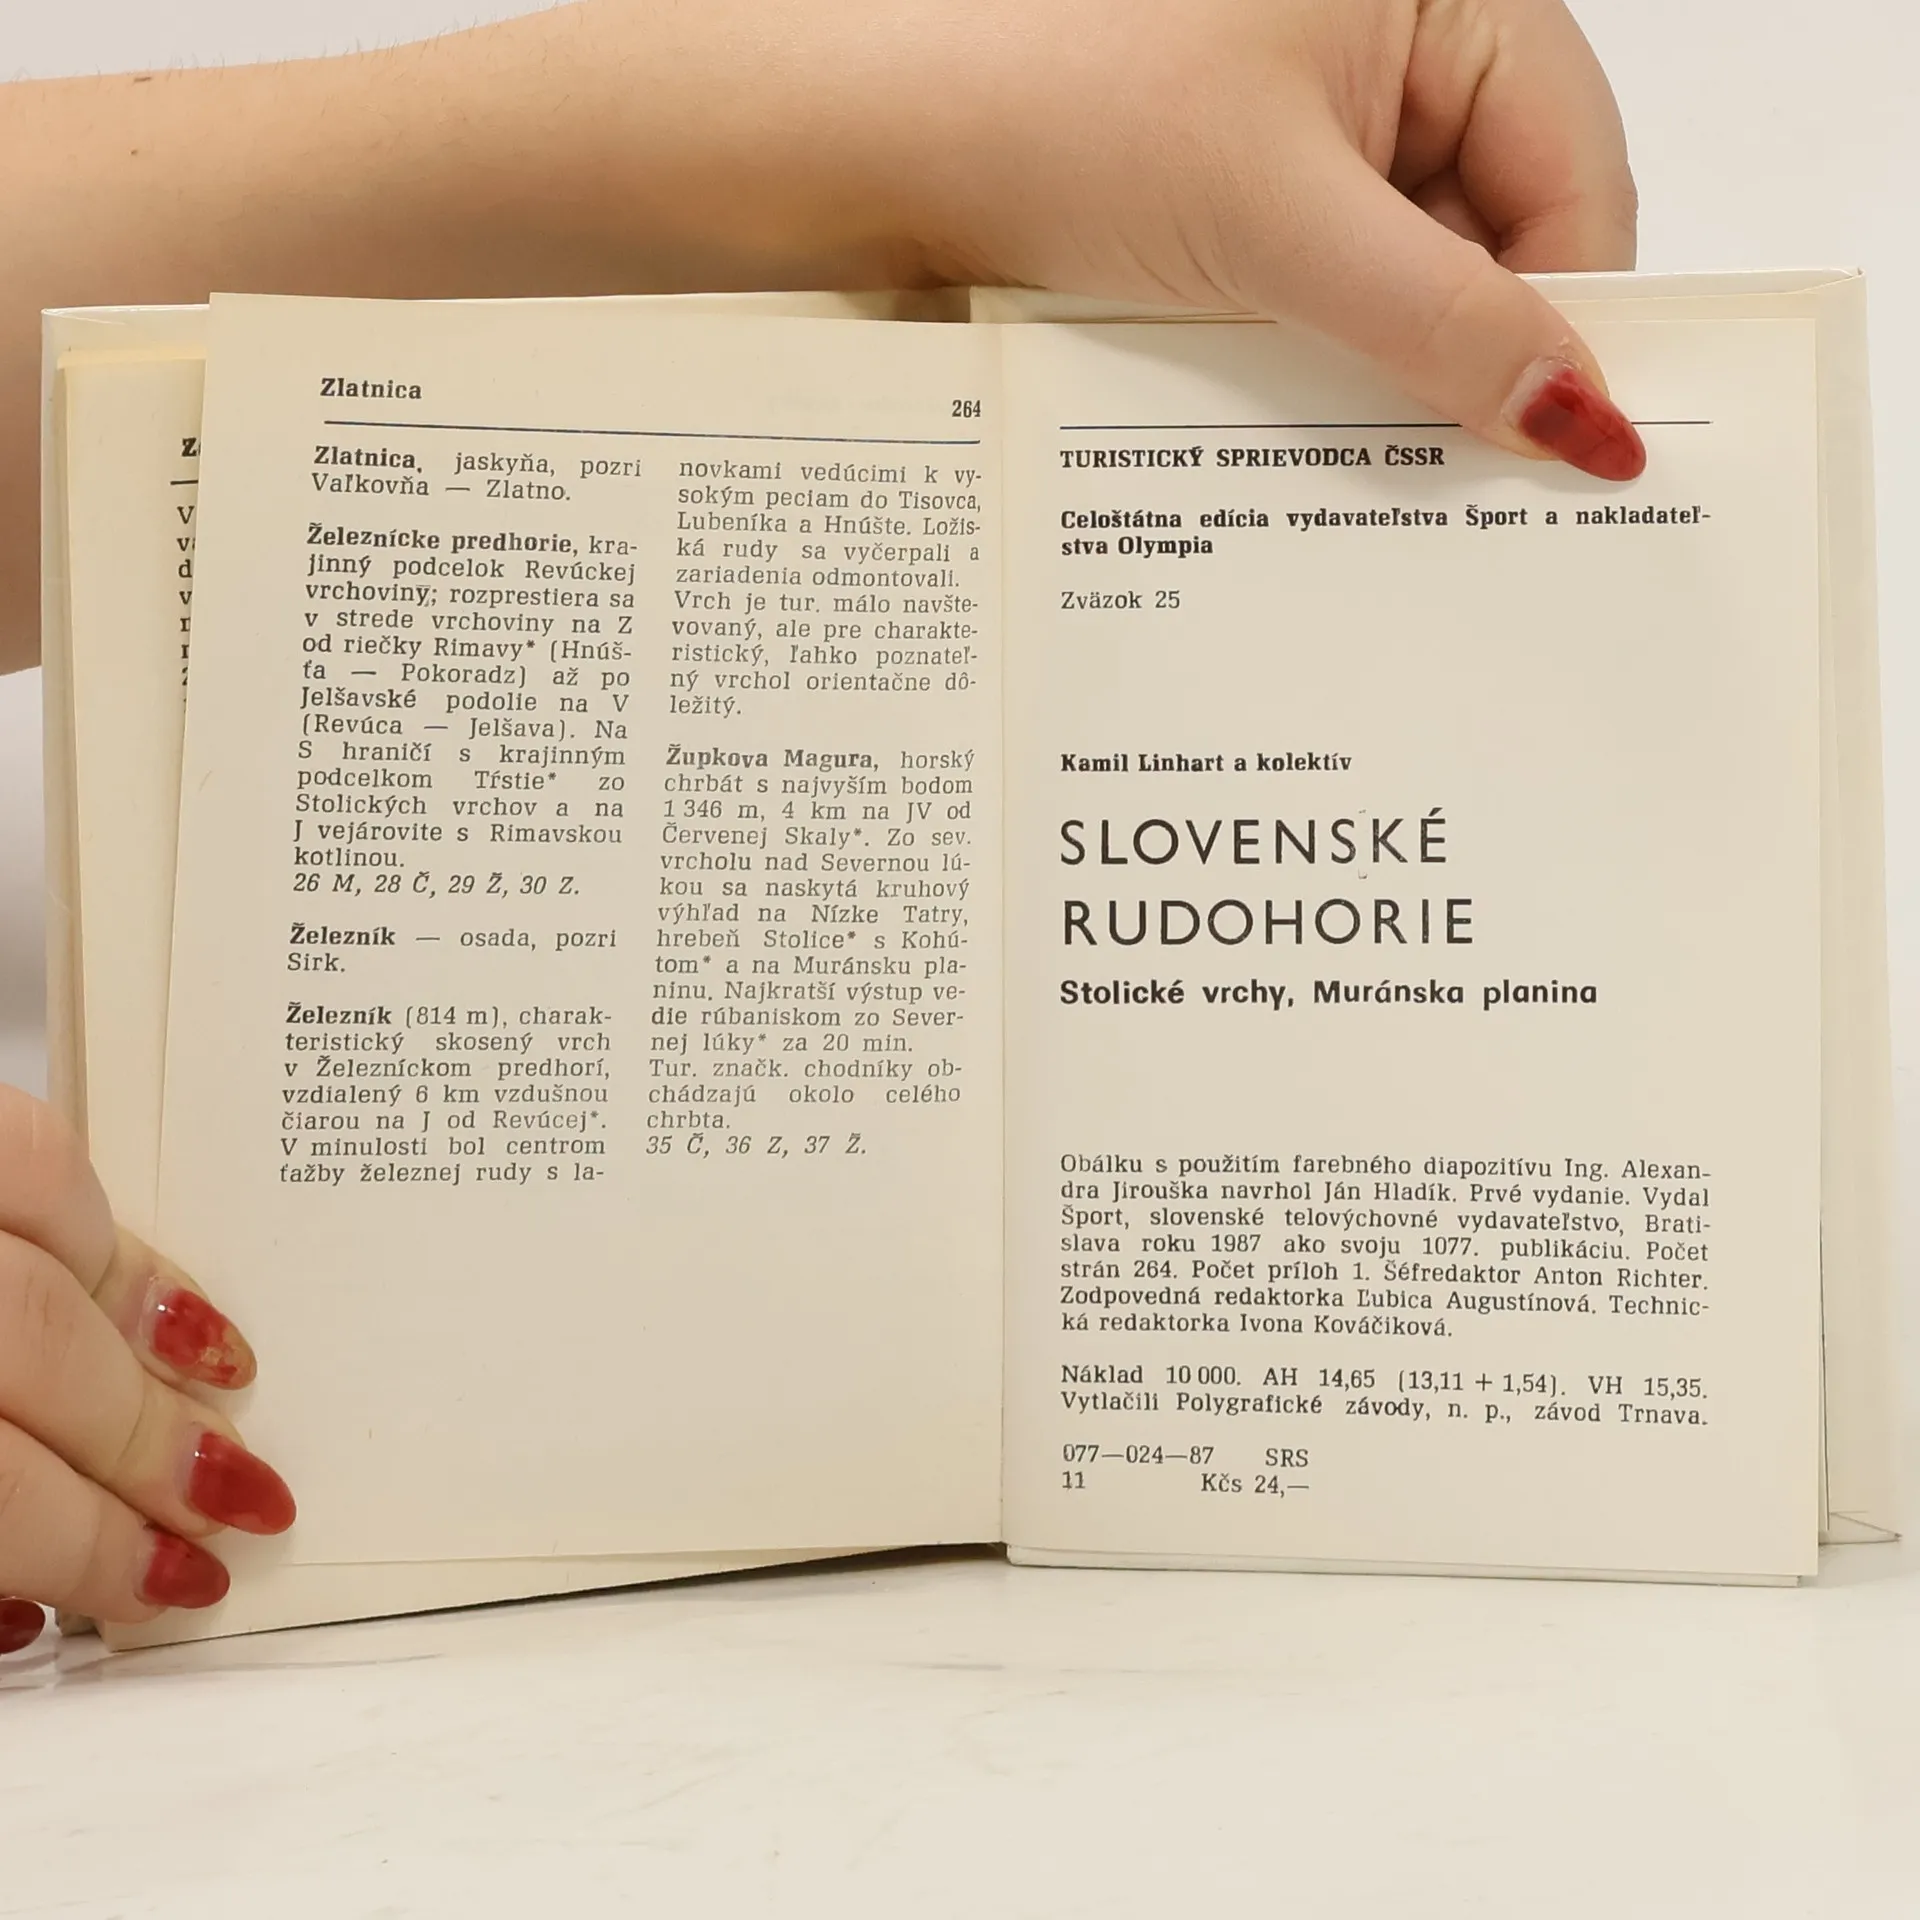 Zlatnica
264
Zlatnica, jaskyňa, pozri
Vaľkovňa — Zlatno.
Železnícke predhorie, kra-
jinný podcelok Revúckej
vrchoviny; rozprestiera sa
v strede vrchoviny na Z
od riečky Rimavy* (Hnúš-
ťa — Pokoradz) až po
Jelšavské podolie na V
(Revúca — Jelšava). Na
S hraničí s krajinným
podcelkom Tŕstie* zo
Stolických vrchov a na
J vejárovite s Rimavskou
kotlinou.
26 M, 28 Č, 29 Ž, 30 Z.
Železník — osada, pozri
Sirk.
Železník (814 m), charak-
teristický skosený vrch
v Železníckom predhorí,
vzdialený 6 km vzdušnou
čiarou na J od Revúcej*.
V minulosti bol centrom
ťažby železnej rudy s la-
novkami vedúcimi k vy-
sokým peciam do Tisovca,
Lubeníka a Hnúšte. Ložis-
ká rudy sa vyčerpali a
zariadenia odmontovali.
Vrch je tur. málo navšte-
vovaný, ale pre charakte-
ristický, ľahko poznateľ-
ný vrchol orientačne dô-
ležitý.
Župkova Magura, horský
chrbát s najvyším bodom
1 346 m, 4 km na JV od
Červenej Skaly*. Zo sev.
vrcholu nad Severnou lú-
kou sa naskytá kruhový
výhľad na Nízke Tatry,
hrebeň Stolice* s Kohú-
tom* a na Muránsku pla-
ninu. Najkratší výstup ve-
die rúbaniskom zo Sever-
nej lúky* za 20 min.
Tur. značk. chodníky ob-
chádzajú okolo celého
chrbta.
35 Č, 36 Z, 37 Ž.
TURISTICKÝ SPRIEVODCA ČSSR
Celoštátna edícia vydavateľstva Šport a nakladateľ-
stva Olympia
Zväzok 25
Kamil Linhart a kolektív
SLOVENSKÉ
RUDOHORIE
Stolické vrchy, Muránska planina
Obálku s použitím farebného diapozitívu Ing. Alexan-
dra Jirouška navrhol Ján Hladík. Prvé vydanie. Vydal
Šport, slovenské telovýchovné vydavateľstvo, Brati-
slava roku 1987 ako svoju 1077. publikáciu. Počet
strán 264. Počet príloh 1. Šéfredaktor Anton Richter.
Zodpovedná redaktorka Ľubica Augustínová. Technic-
ká redaktorka Ivona Kováčiková.
Náklad 10 000. AH 14,65 (13,11 + 1,54). VH 15,35.
Vytlačili Polygrafické závody, n. p., závod Trnava.
077—024—87 SRS
11 Kčs 24,—